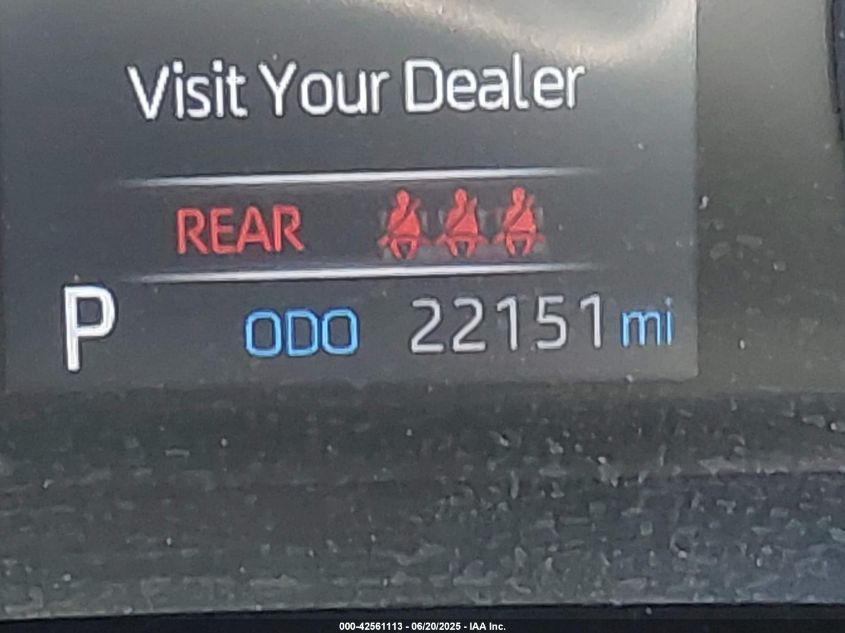 Visit Your Dealer
REAR
P ODO 22151 mi
000-42561113 - 06/20/2025 - IAA Inc.